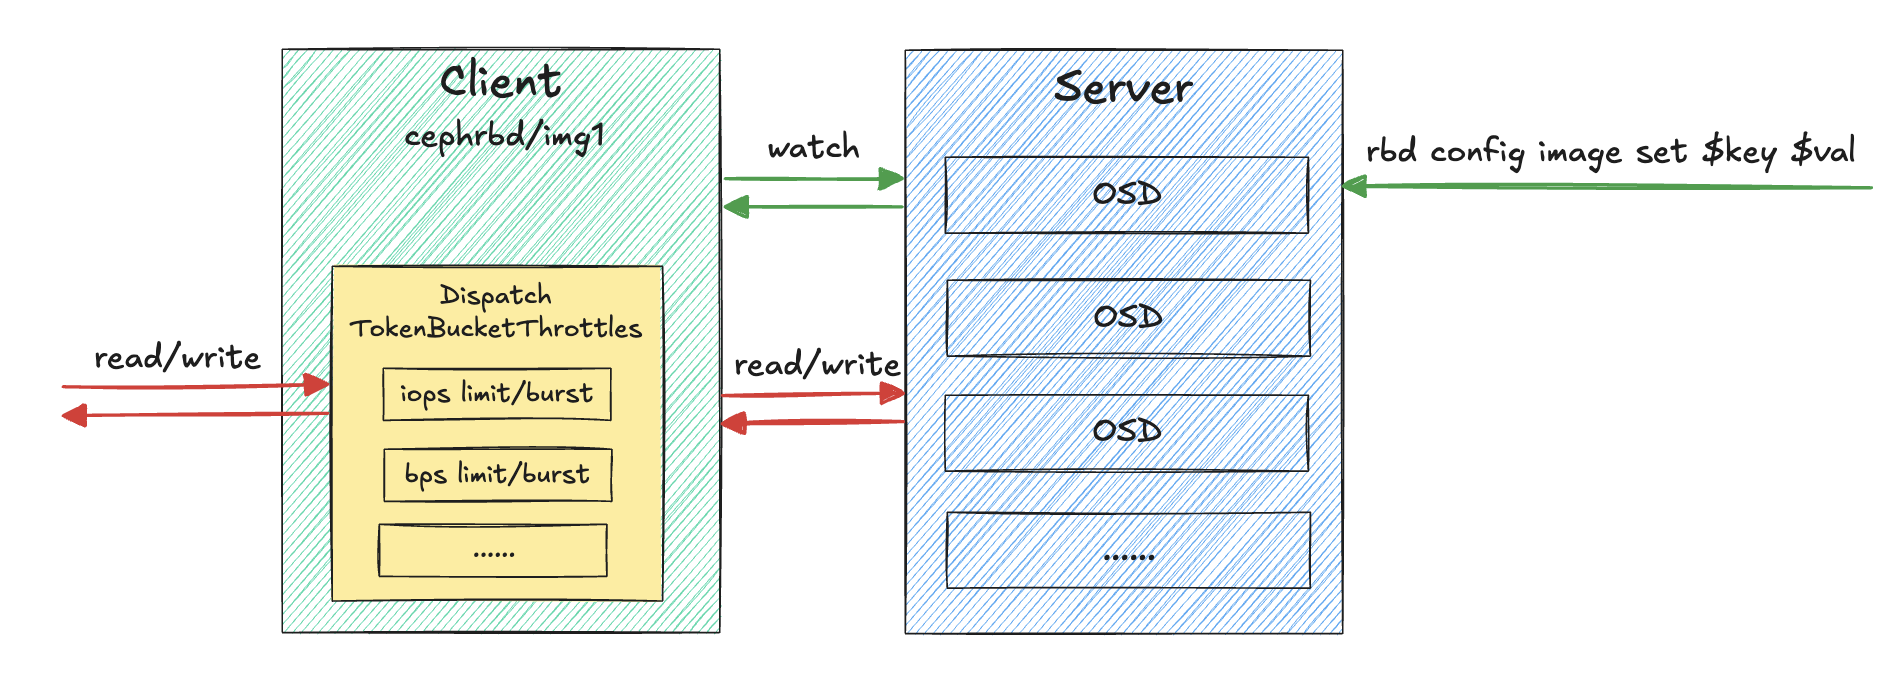 Client
cephrbd/img1
Dispatch
TokenBucketThrottles
iops limit/burst
bps limit/burst
......
read/write
watch
read/write
Server
OSD
OSD
OSD
......
rbd config image set $key $val